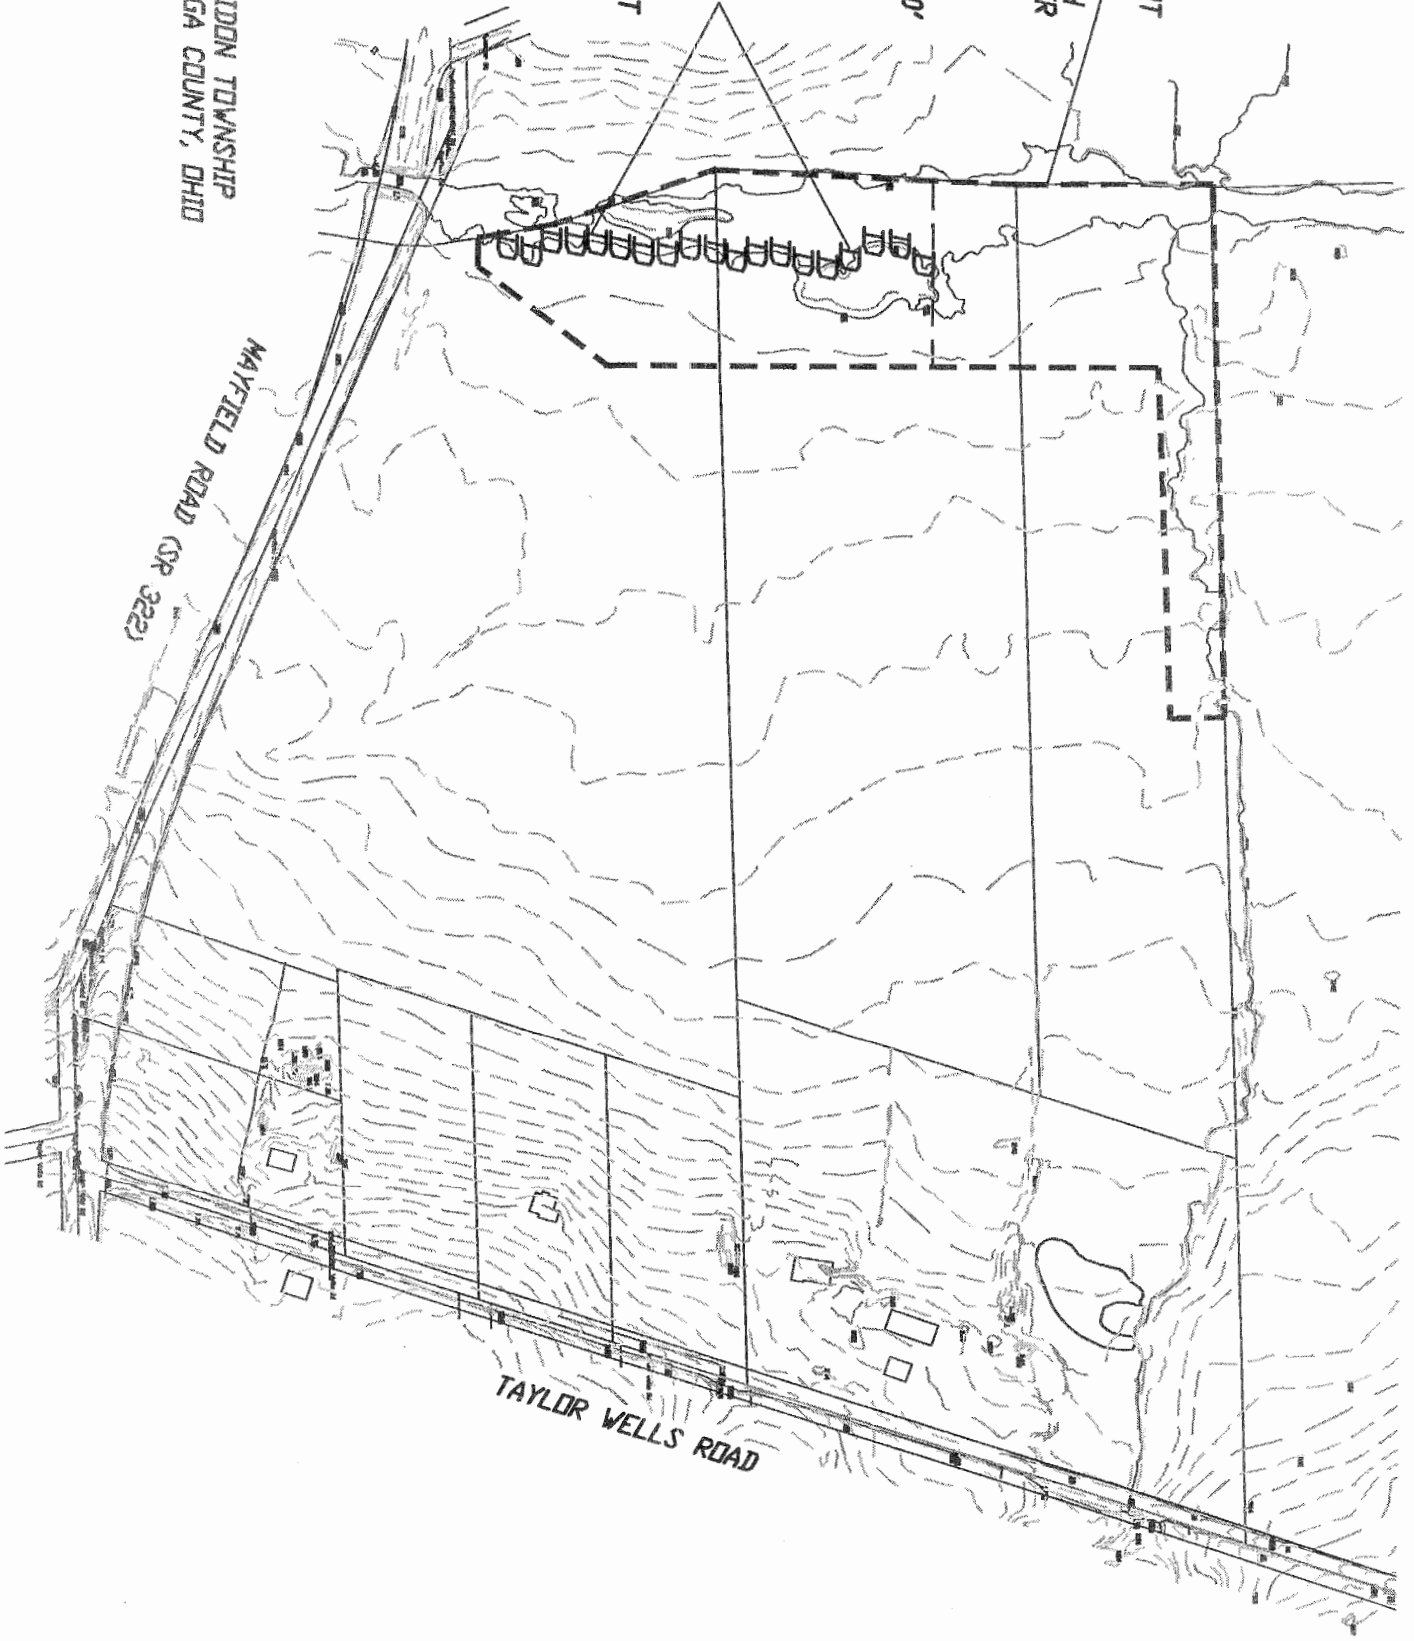 IDON TOWNSHIP
GA COUNTY, OHIO
MAYFIELD ROAD (SR 322)
TAYLOR WELLS ROAD